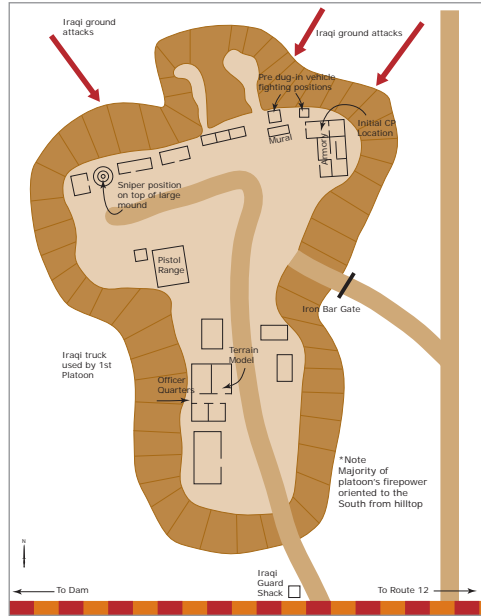 Iraqi ground
attacks
Iraqi ground attacks
Pre dug-in vehicle
fighting positions
Initial CP
Location
Mural
Armory
Sniper position
on top of large
mound
Pistol
Range
Iron Bar Gate
Iraqi truck
used by 1st
Platoon
Terrain
Model
Officer
Quarters
*Note
Majority of
platoon's firepower
oriented to the
South from hilltop
N
Iraqi
Guard
Shack
To Dam
To Route 12